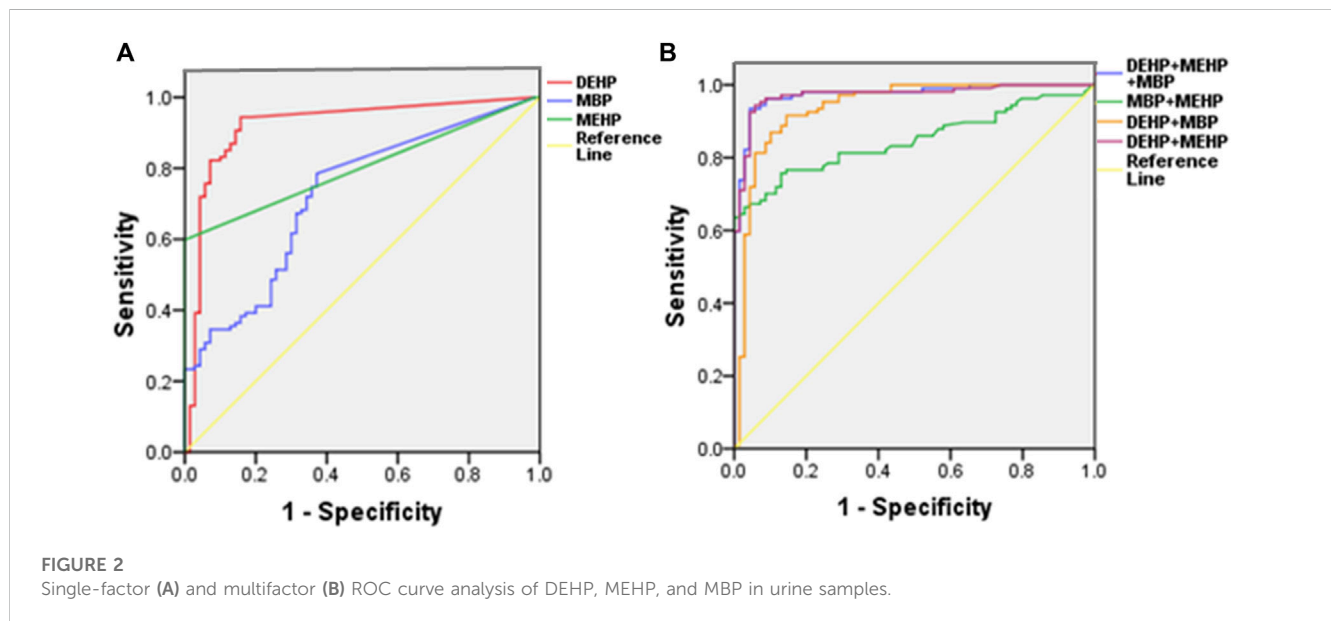 A
DEHP
MBP
MEHP
Reference
Line
1.0
0.8
0.6
0.4
0.2
0.0
Sensitivity
0.0 0.2 0.4 0.6 0.8 1.0
1 - Specificity
B
DEHP+MEHP
+MBP
MBP+MEHP
DEHP+MBP
DEHP+MEHP
Reference
Line
1.0
0.8
0.6
0.4
0.2
0.0
Sensitivity
0.0 0.2 0.4 0.6 0.8 1.0
1 - Specificity
FIGURE 2
Single-factor (A) and multifactor (B) ROC curve analysis of DEHP, MEHP, and MBP in urine samples.